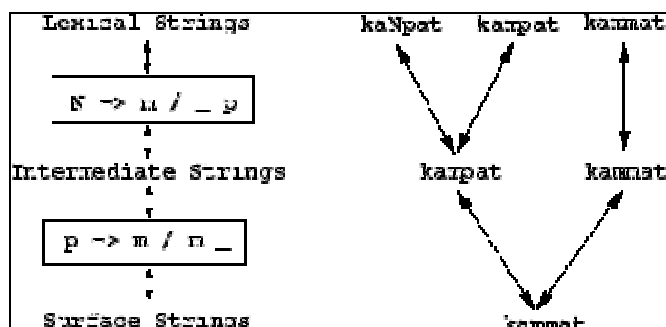 Lexical Strings kaNpat kampat kammat
N -> m / _ p
Intermediate Strings kampat kammat
p -> m / m _
Surface Strings kammat